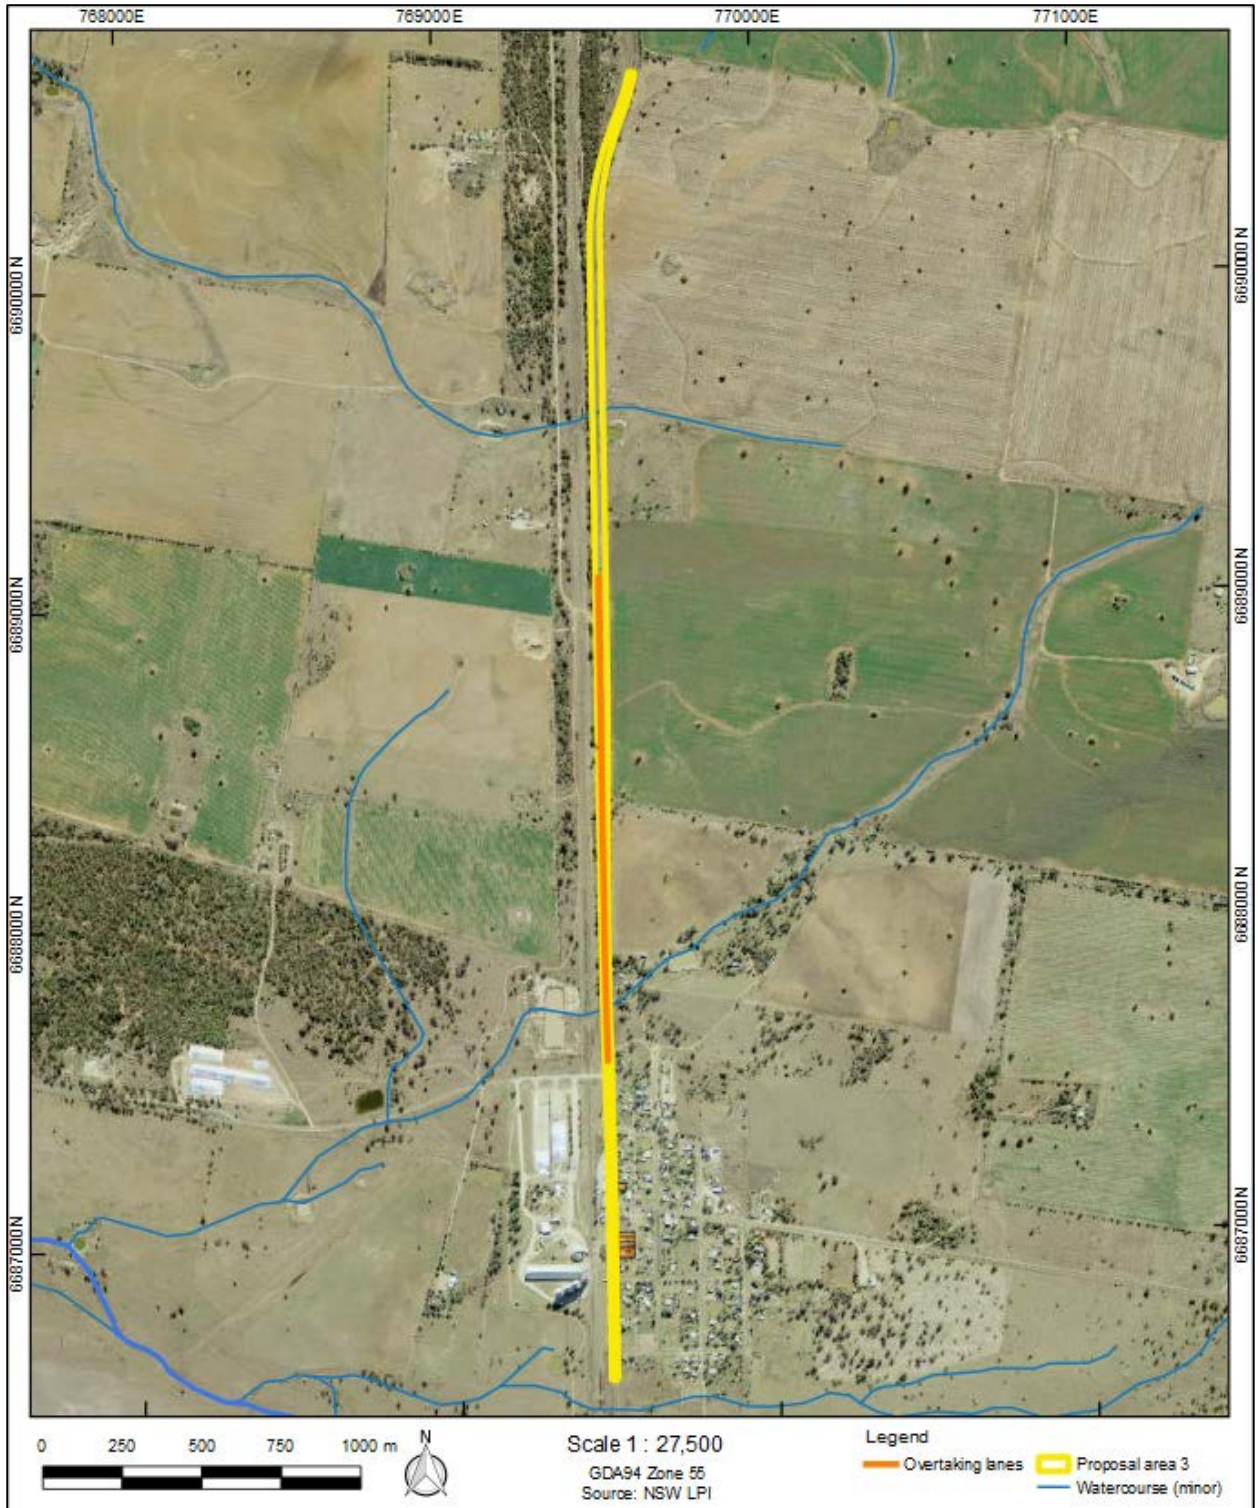 768000E 769000E 770000E 771000E
6690000N 6690000N
6689000N 6689000N
6688000N 6688000N
6687000N 6687000N
0 250 500 750 1000 m
N
Scale 1 : 27,500
GDA94 Zone 55
Source: NSW LPI
Legend
Overtaking lanes
Proposal area 3
Watercourse (minor)